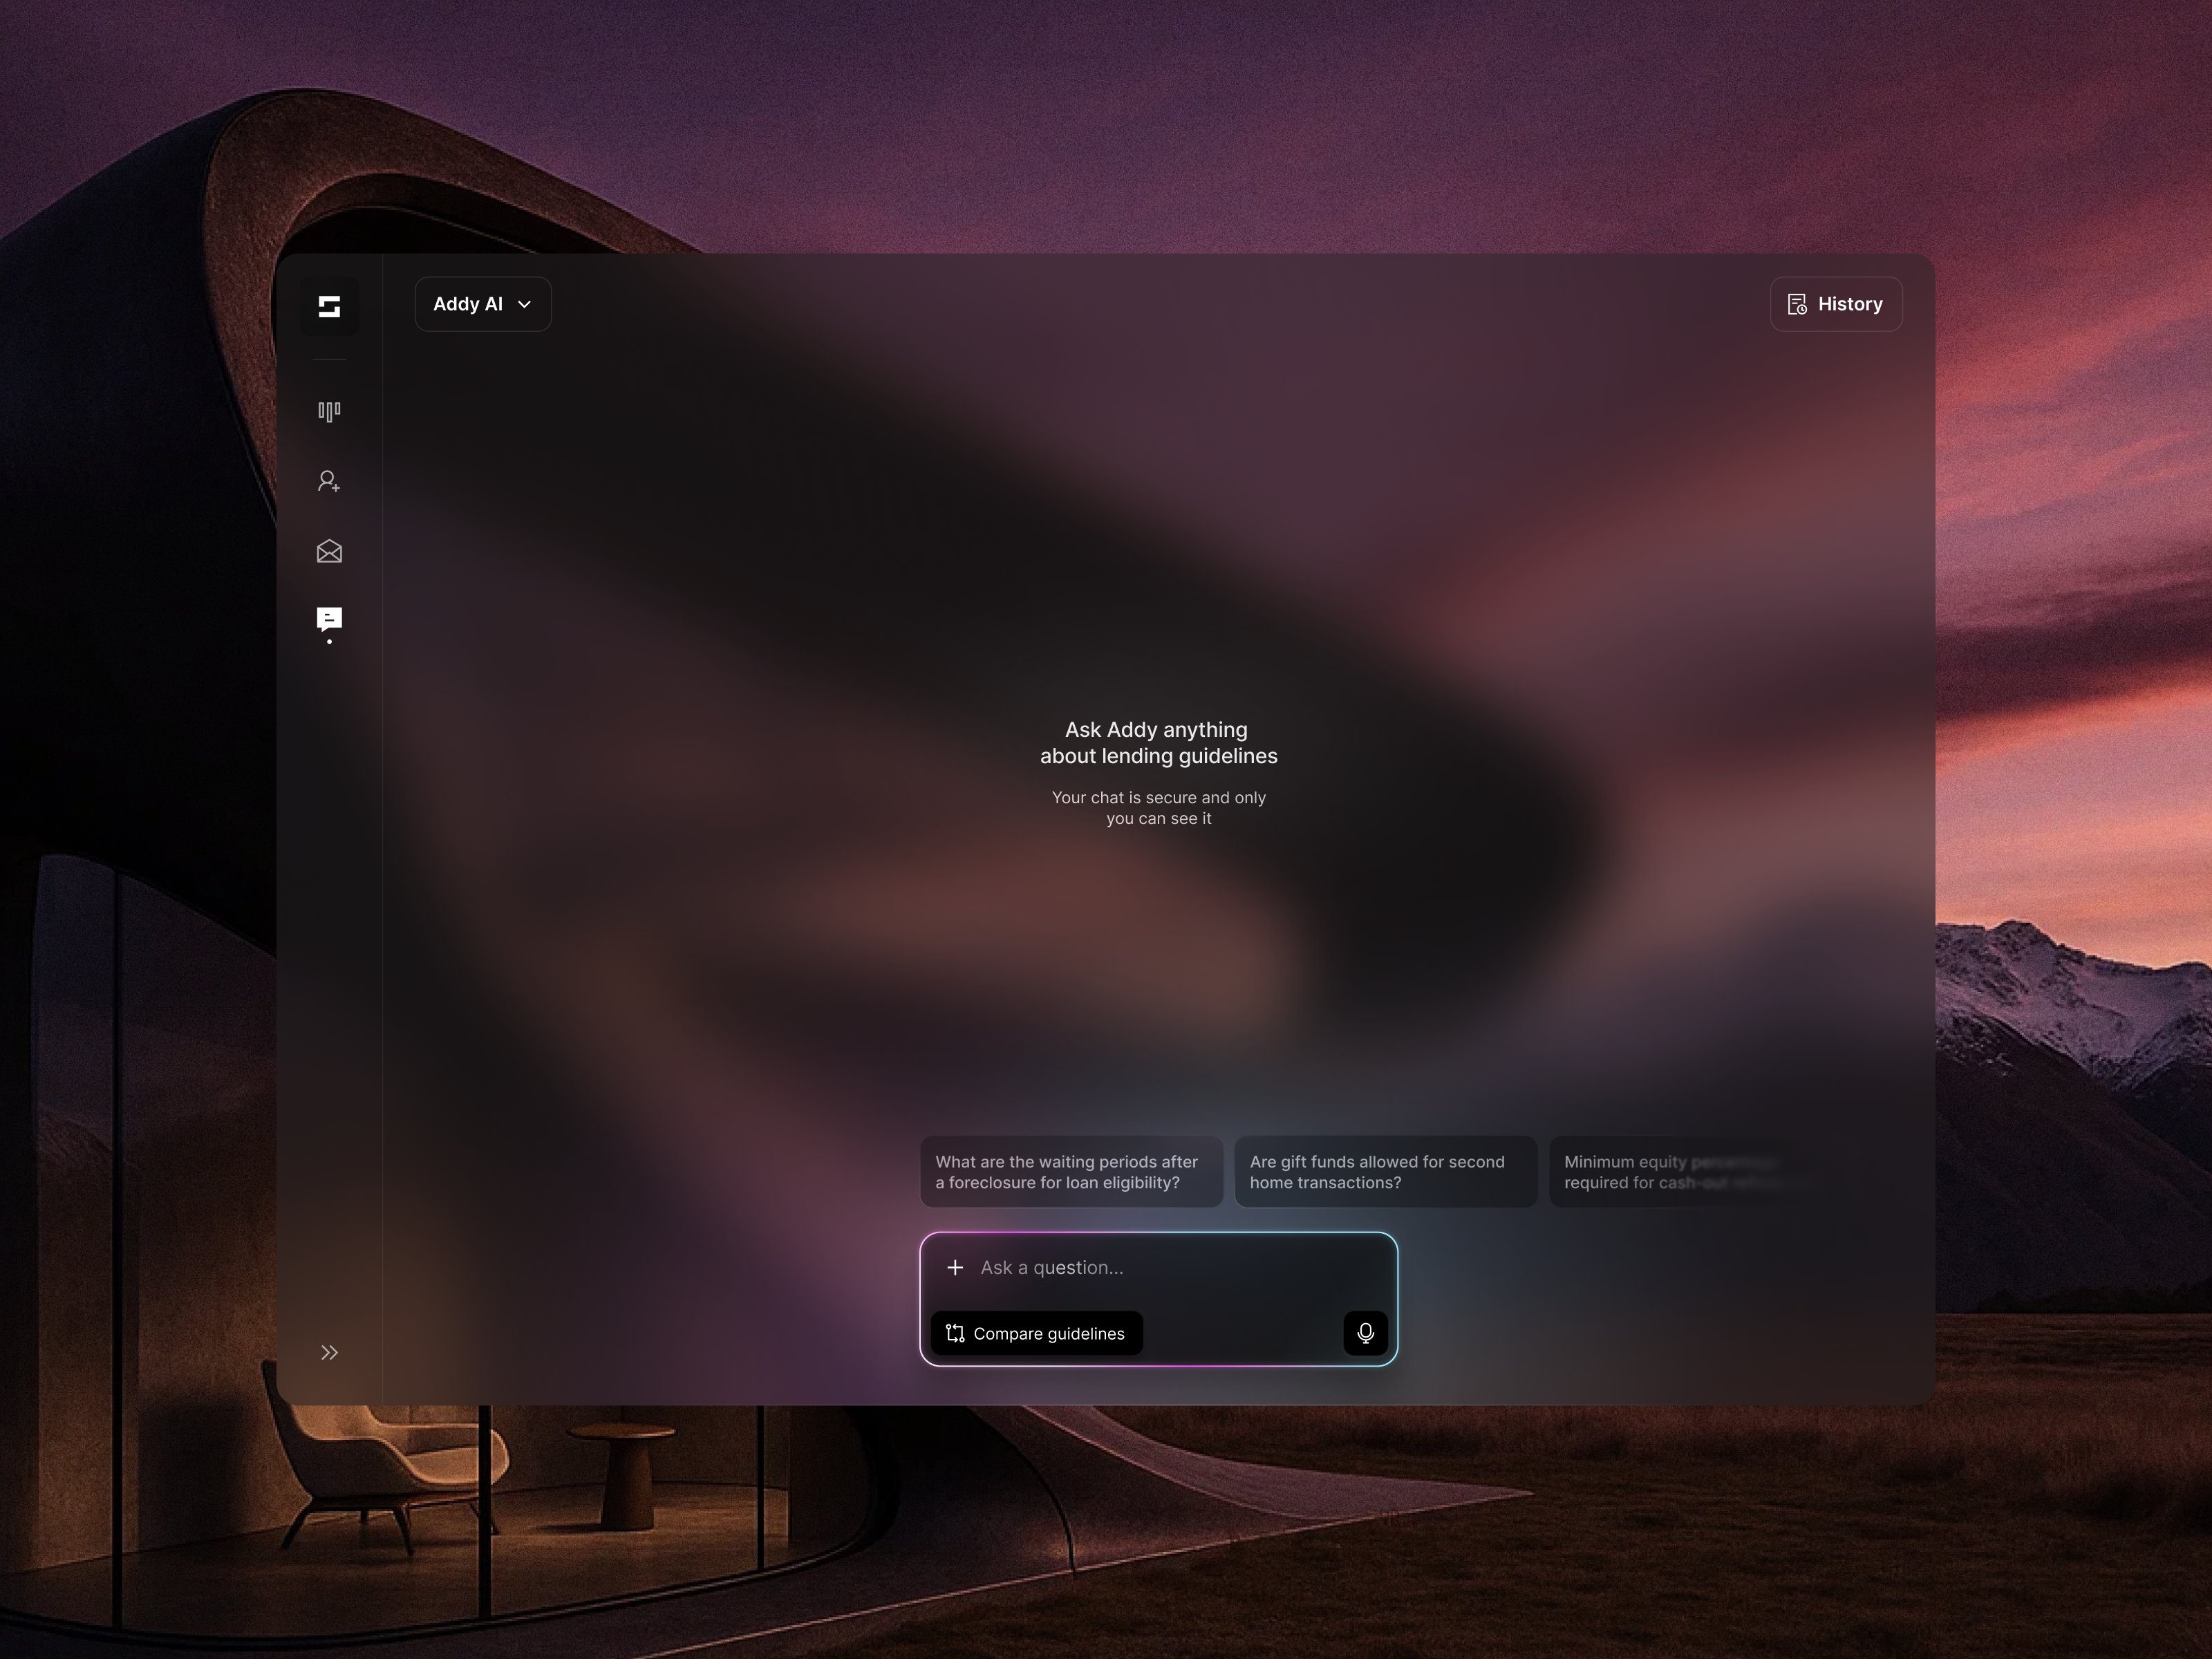 Addy AI
History
Ask Addy anything
about lending guidelines
Your chat is secure and only
you can see it
What are the waiting periods after
a foreclosure for loan eligibility?
Are gift funds allowed for second
home transactions?
Minimum equity percentage
required for cash-out
Ask a question...
Compare guidelines